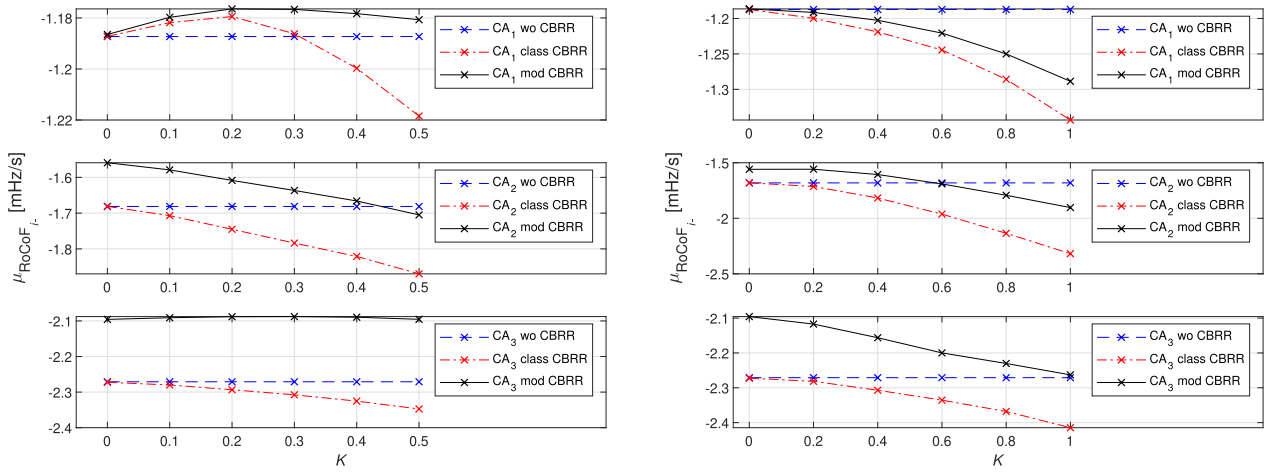 -1.18
-1.2
-1.22
0 0.1 0.2 0.3 0.4 0.5
CA1 wo CBRR
CA1 class CBRR
CA1 mod CBRR
-1.6
-1.7
-1.8
0 0.1 0.2 0.3 0.4 0.5
CA2 wo CBRR
CA2 class CBRR
CA2 mod CBRR
-2.1
-2.2
-2.3
-2.4
0 0.1 0.2 0.3 0.4 0.5
CA3 wo CBRR
CA3 class CBRR
CA3 mod CBRR
μRoCoFi- [mHz/s]
K
-1.2
-1.25
-1.3
0 0.2 0.4 0.6 0.8 1
CA1 wo CBRR
CA1 class CBRR
CA1 mod CBRR
-1.5
-2
-2.5
0 0.2 0.4 0.6 0.8 1
CA2 wo CBRR
CA2 class CBRR
CA2 mod CBRR
-2.1
-2.2
-2.3
-2.4
0 0.2 0.4 0.6 0.8 1
CA3 wo CBRR
CA3 class CBRR
CA3 mod CBRR
μRoCoFi- [mHz/s]
K